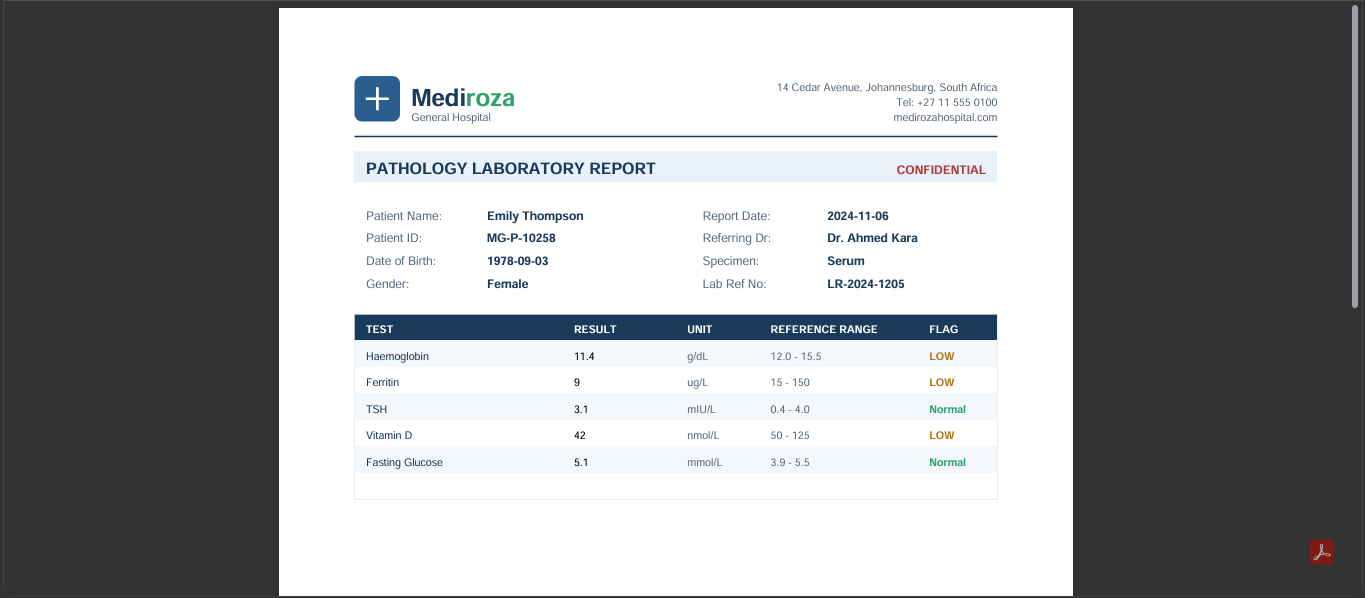 Mediroza
General Hospital
14 Cedar Avenue, Johannesburg, South Africa
Tel: +27 11 555 0100
medirozahospital.com
PATHOLOGY LABORATORY REPORT CONFIDENTIAL
Patient Name: Emily Thompson Report Date: 2024-11-06
Patient ID: MG-P-10258 Referring Dr: Dr. Ahmed Kara
Date of Birth: 1978-09-03 Specimen: Serum
Gender: Female Lab Ref No: LR-2024-1205
TEST RESULT UNIT REFERENCE RANGE FLAG
Haemoglobin 11.4 g/dL 12.0 - 15.5 LOW
Ferritin 9 ug/L 15 - 150 LOW
TSH 3.1 mIU/L 0.4 - 4.0 Normal
Vitamin D 42 nmol/L 50 - 125 LOW
Fasting Glucose 5.1 mmol/L 3.9 - 5.5 Normal